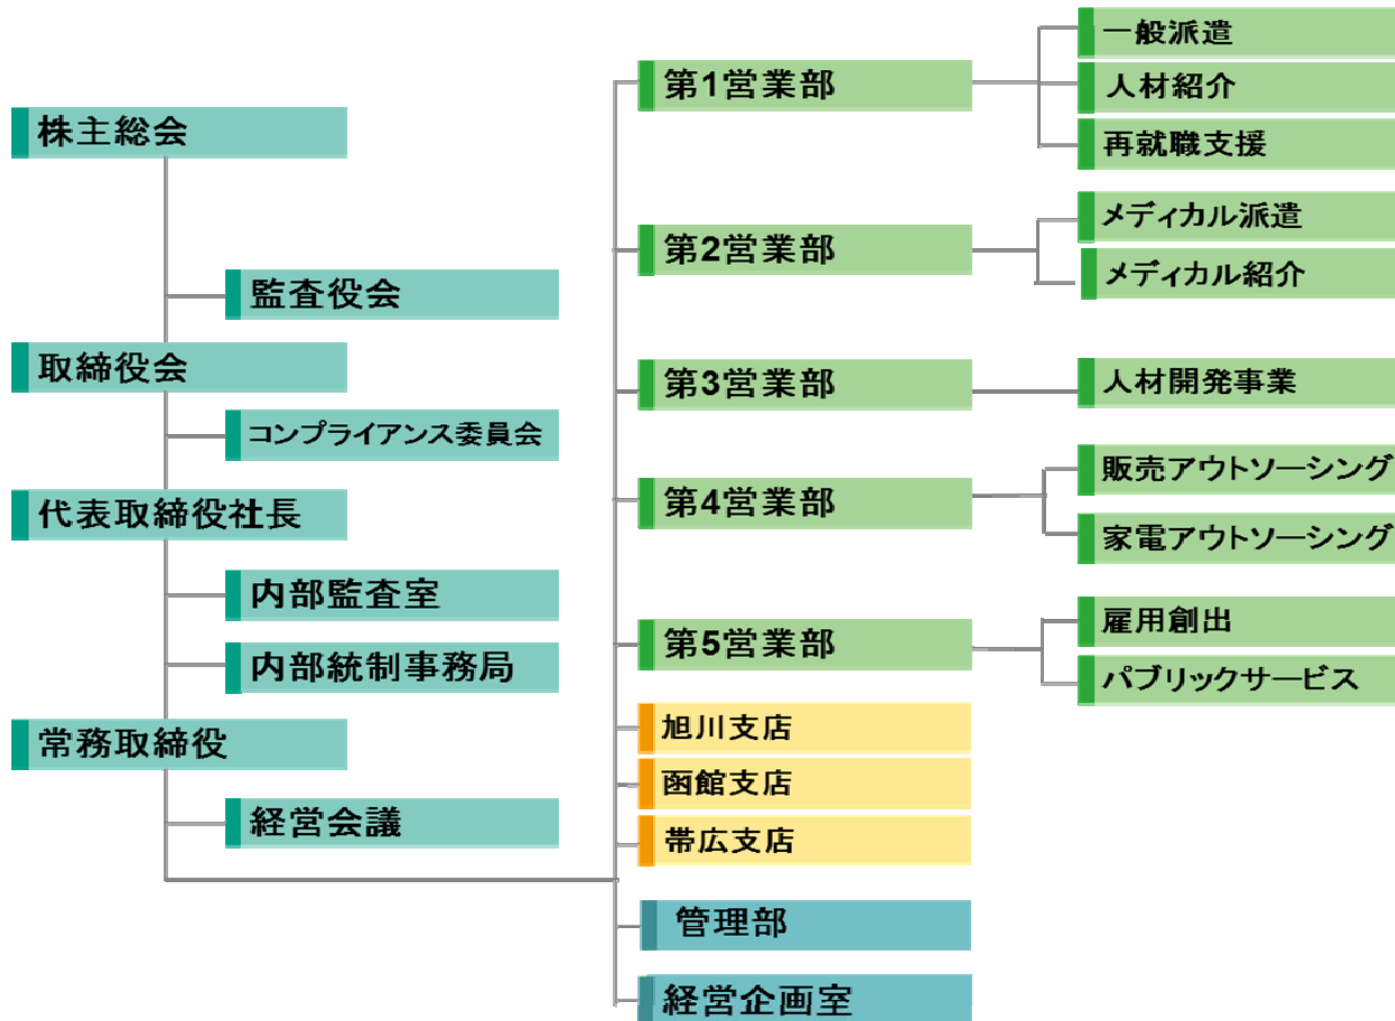 株主総会
監査役会
取締役会
コンプライアンス委員会
代表取締役社長
内部監査室
内部統制事務局
常務取締役
経営会議
第1営業部
一般派遣
人材紹介
再就職支援
第2営業部
メディカル派遣
メディカル紹介
第3営業部
人材開発事業
第4営業部
販売アウトソーシング
家電アウトソーシング
第5営業部
雇用創出
パブリックサービス
旭川支店
函館支店
帯広支店
管理部
経営企画室